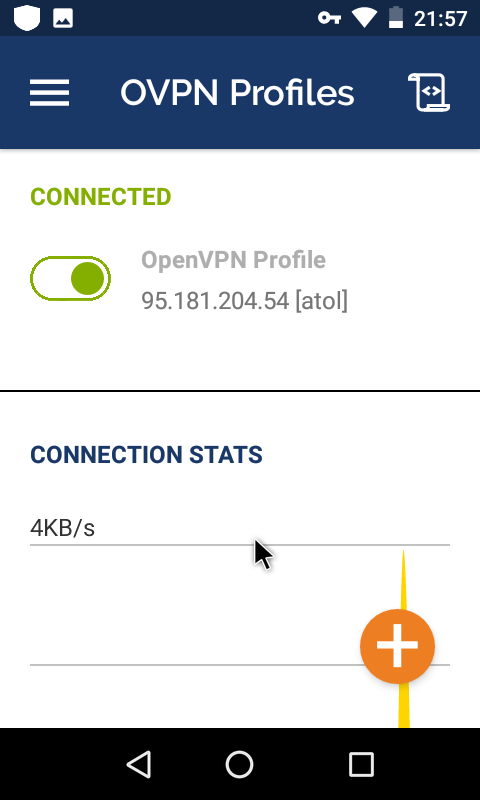 21:57
OVPN Profiles
CONNECTED
OpenVPN Profile
95.181.204.54 [atol]
CONNECTION STATS
4KB/s